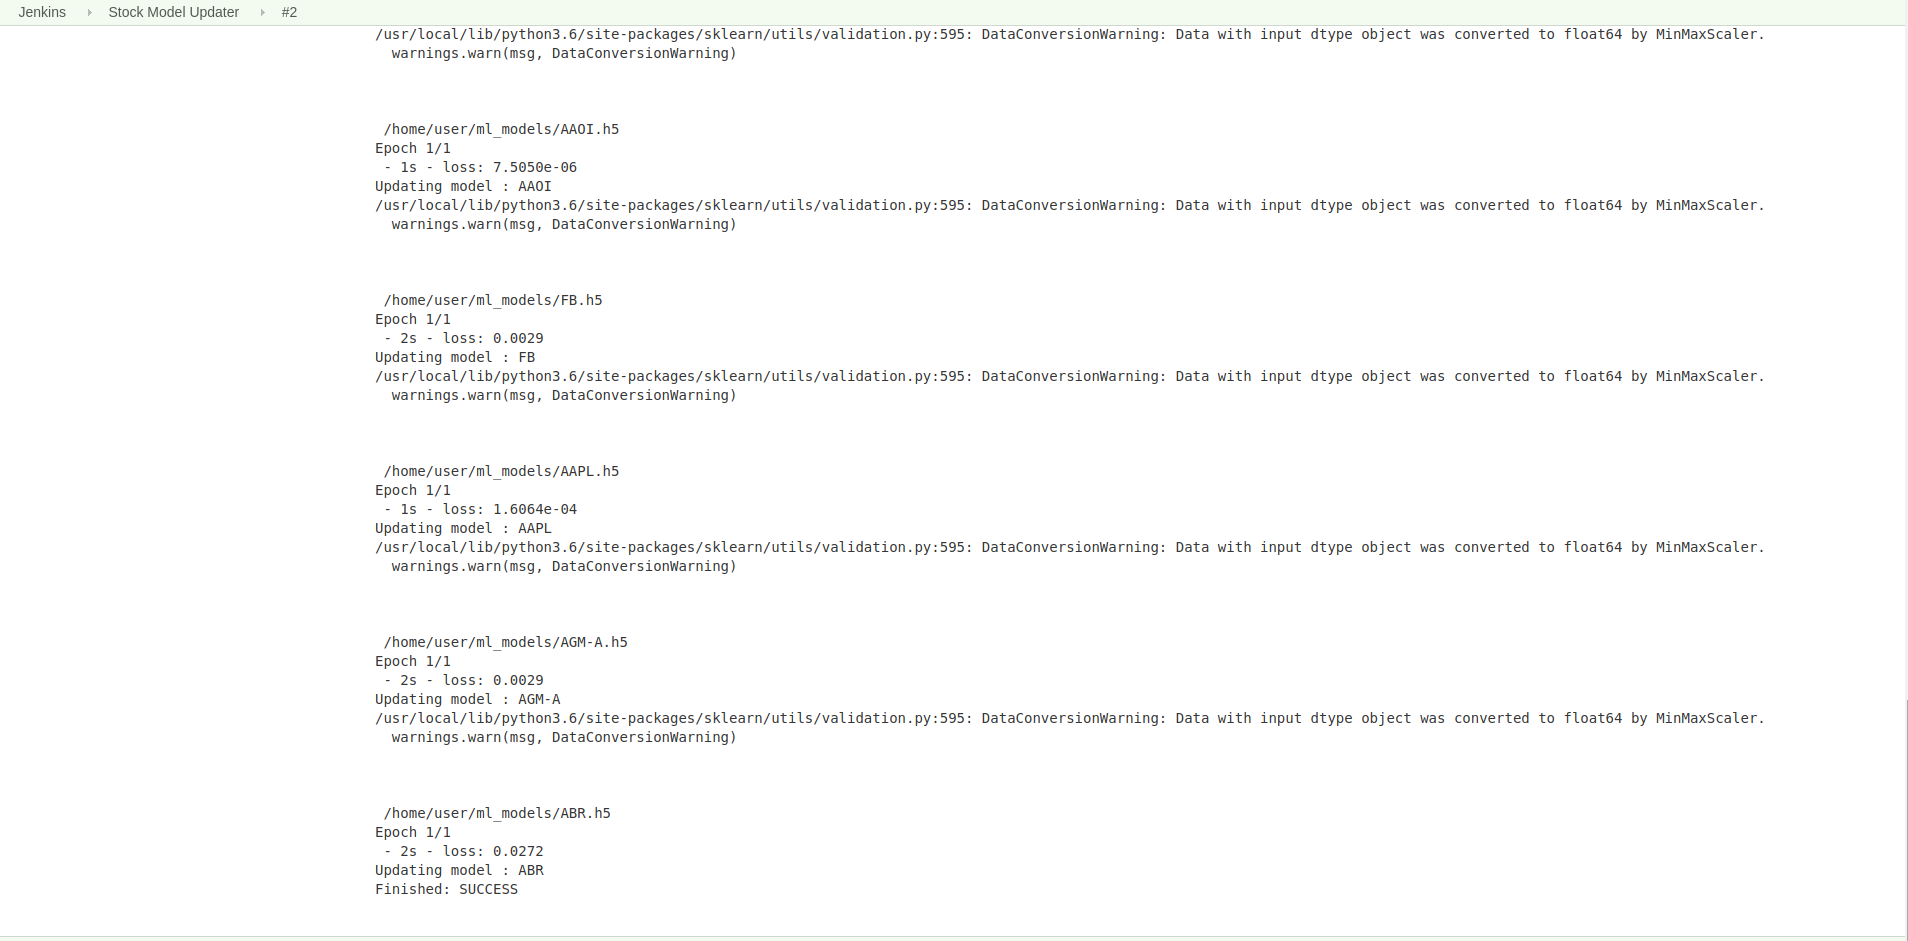 Jenkins Stock Model Updater #2
/usr/local/lib/python3.6/site-packages/sklearn/utils/validation.py:595: DataConversionWarning: Data with input dtype object was converted to float64 by MinMaxScaler.
warnings.warn(msg, DataConversionWarning)
/home/user/ml_models/AAOI.h5
Epoch 1/1
- 1s - loss: 7.5050e-06
Updating model : AAOI
/usr/local/lib/python3.6/site-packages/sklearn/utils/validation.py:595: DataConversionWarning: Data with input dtype object was converted to float64 by MinMaxScaler.
warnings.warn(msg, DataConversionWarning)
/home/user/ml_models/FB.h5
Epoch 1/1
- 2s - loss: 0.0029
Updating model : FB
/usr/local/lib/python3.6/site-packages/sklearn/utils/validation.py:595: DataConversionWarning: Data with input dtype object was converted to float64 by MinMaxScaler.
warnings.warn(msg, DataConversionWarning)
/home/user/ml_models/AAPL.h5
Epoch 1/1
- 1s - loss: 1.6064e-04
Updating model : AAPL
/usr/local/lib/python3.6/site-packages/sklearn/utils/validation.py:595: DataConversionWarning: Data with input dtype object was converted to float64 by MinMaxScaler.
warnings.warn(msg, DataConversionWarning)
/home/user/ml_models/AGM-A.h5
Epoch 1/1
- 2s - loss: 0.0029
Updating model : AGM-A
/usr/local/lib/python3.6/site-packages/sklearn/utils/validation.py:595: DataConversionWarning: Data with input dtype object was converted to float64 by MinMaxScaler.
warnings.warn(msg, DataConversionWarning)
/home/user/ml_models/ABR.h5
Epoch 1/1
- 2s - loss: 0.0272
Updating model : ABR
Finished: SUCCESS